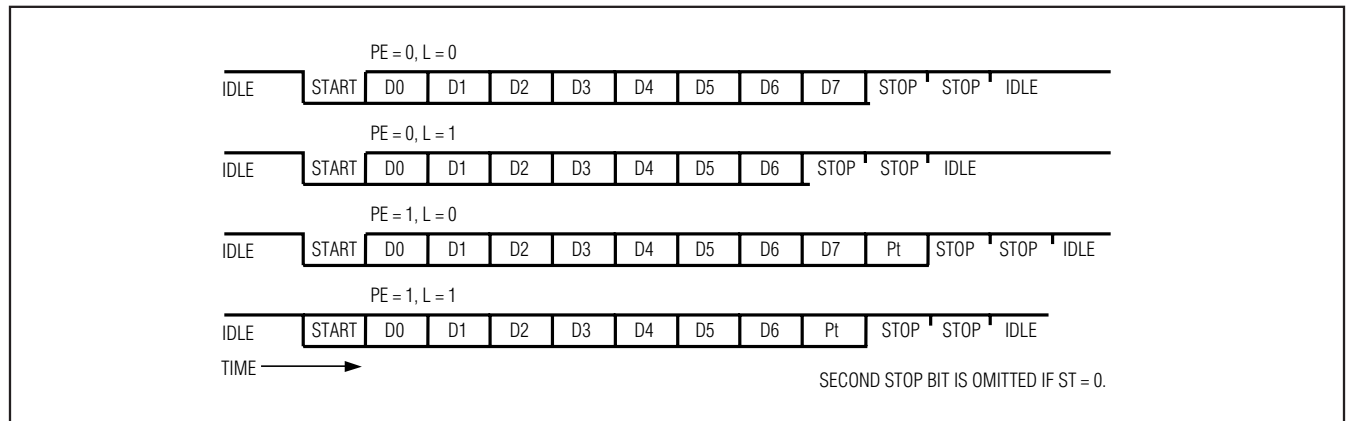 PE = 0, L = 0
IDLE START D0 D1 D2 D3 D4 D5 D6 D7 STOP STOP IDLE
PE = 0, L = 1
IDLE START D0 D1 D2 D3 D4 D5 D6 STOP STOP IDLE
PE = 1, L = 0
IDLE START D0 D1 D2 D3 D4 D5 D6 D7 Pt STOP STOP IDLE
PE = 1, L = 1
IDLE START D0 D1 D2 D3 D4 D5 D6 Pt STOP STOP IDLE
TIME
SECOND STOP BIT IS OMITTED IF ST = 0.